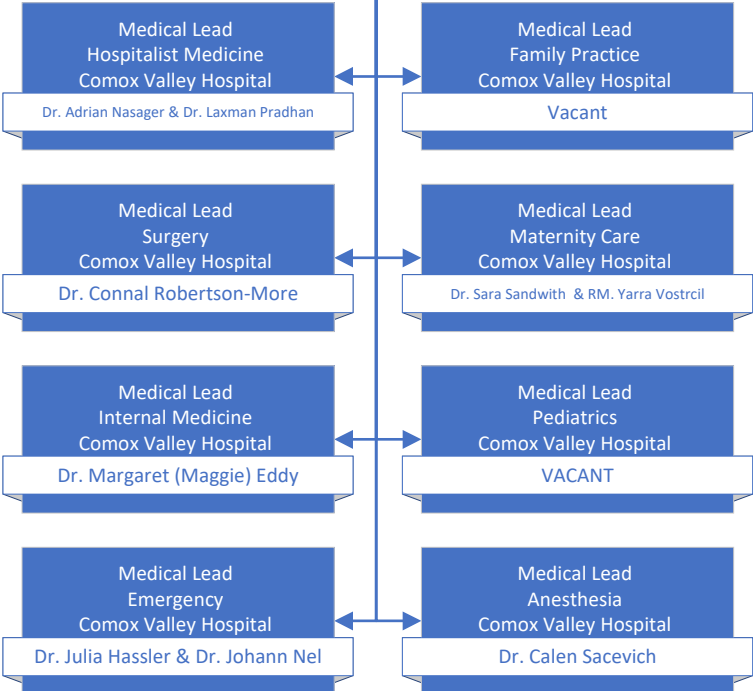 Medical Lead
Hospitalist Medicine
Comox Valley Hospital
Dr. Adrian Nasager & Dr. Laxman Pradhan
Medical Lead
Family Practice
Comox Valley Hospital
Vacant
Medical Lead
Surgery
Comox Valley Hospital
Dr. Connal Robertson-More
Medical Lead
Maternity Care
Comox Valley Hospital
Dr. Sara Sandwith & RM. Yarra Vostrcil
Medical Lead
Internal Medicine
Comox Valley Hospital
Dr. Margaret (Maggie) Eddy
Medical Lead
Pediatrics
Comox Valley Hospital
VACANT
Medical Lead
Emergency
Comox Valley Hospital
Dr. Julia Hassler & Dr. Johann Nel
Medical Lead
Anesthesia
Comox Valley Hospital
Dr. Calen Sacevich